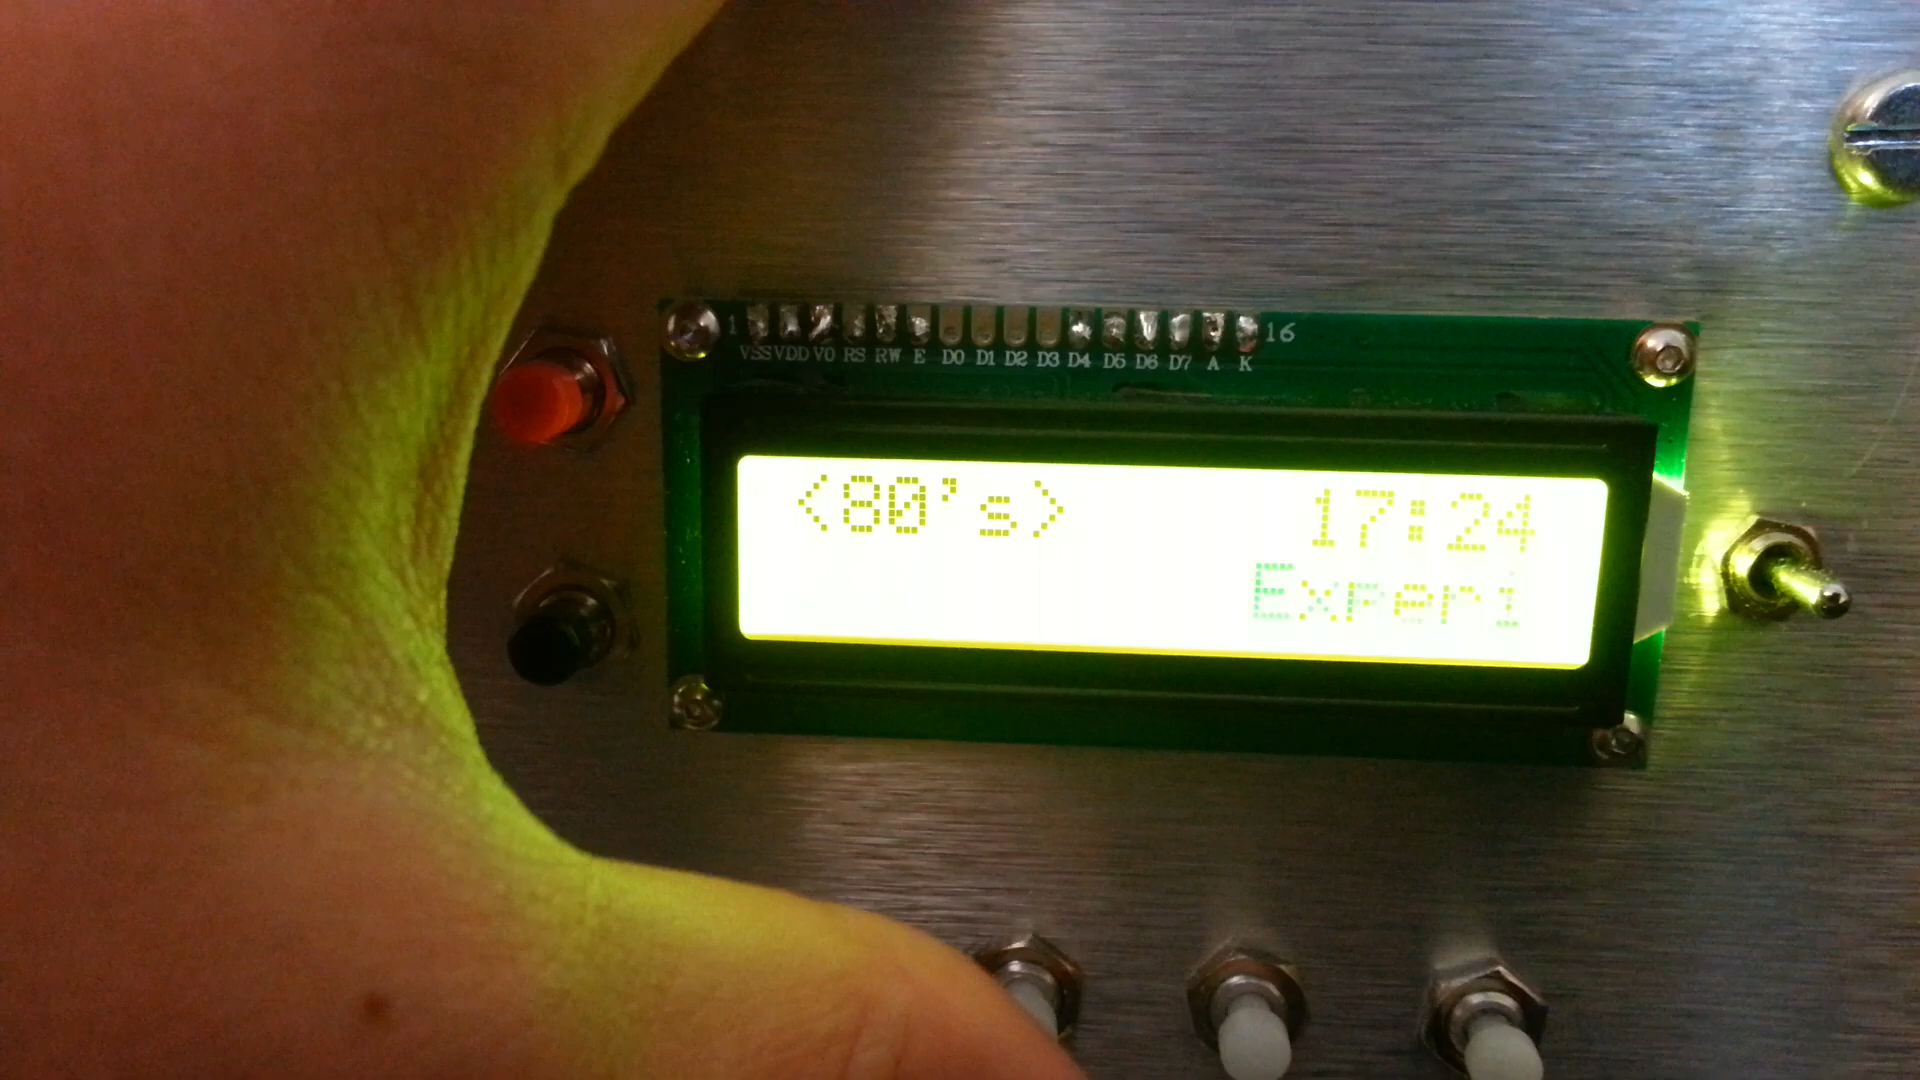 1 16
VSS VDD V0 RS RW E D0 D1 D2 D3 D4 D5 D6 D7 A K
<80's> 17:24
Experi